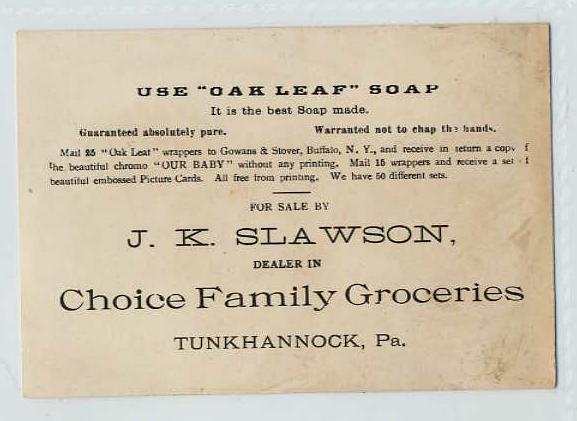 USE "OAK LEAF" SOAP
It is the best Soap made.
Guaranteed absolutely pure. Warranted not to chap the hands.
Mail 25 "Oak Leaf" wrappers to Gowans & Stover, Buffalo, N. Y., and receive in return a copy f
the beautiful chromo "OUR BABY" without any printing. Mail 15 wrappers and receive a set f
beautiful embossed Picture Cards. All free from printing. We have 50 different sets.
FOR SALE BY
J. K. SLAWSON,
DEALER IN
Choice Family Groceries
TUNKHANNOCK, Pa.